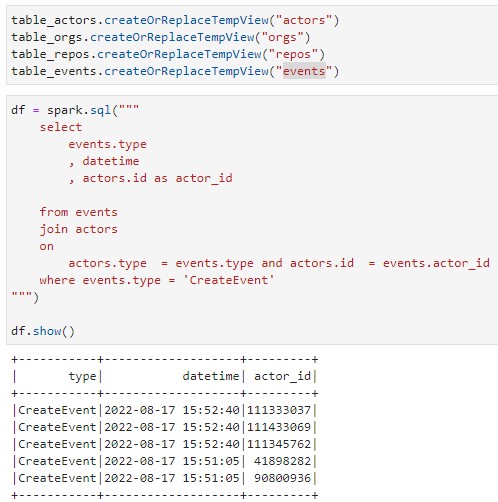 table_actors.createOrReplaceTempView("actors")
table_orgs.createOrReplaceTempView("orgs")
table_repos.createOrReplaceTempView("repos")
table_events.createOrReplaceTempView("events")
df = spark.sql("""
    select
        events.type
        , datetime
        , actors.id as actor_id
    from events
    join actors
    on
        actors.type  = events.type and actors.id  = events.actor_id
    where events.type = 'CreateEvent'
""")
df.show()
+-----------+-------------------+---------+
|       type|           datetime| actor_id|
+-----------+-------------------+---------+
|CreateEvent|2022-08-17 15:52:40|111333037|
|CreateEvent|2022-08-17 15:52:40|111433069|
|CreateEvent|2022-08-17 15:52:40|111345762|
|CreateEvent|2022-08-17 15:51:05| 41898282|
|CreateEvent|2022-08-17 15:51:05| 90800936|
+-----------+-------------------+---------+